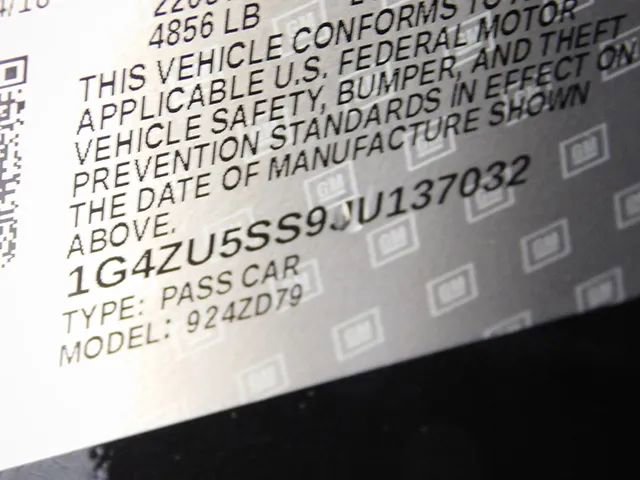 4856 LB
THIS VEHICLE CONFORMS TO
APPLICABLE U.S. FEDERAL MOTOR
VEHICLE SAFETY, BUMPER, AND THEFT
PREVENTION STANDARDS IN EFFECT ON
THE DATE OF MANUFACTURE SHOWN
ABOVE.
1G4ZU5SS9JU137032
TYPE: PASS CAR
MODEL: 924ZD79
GM